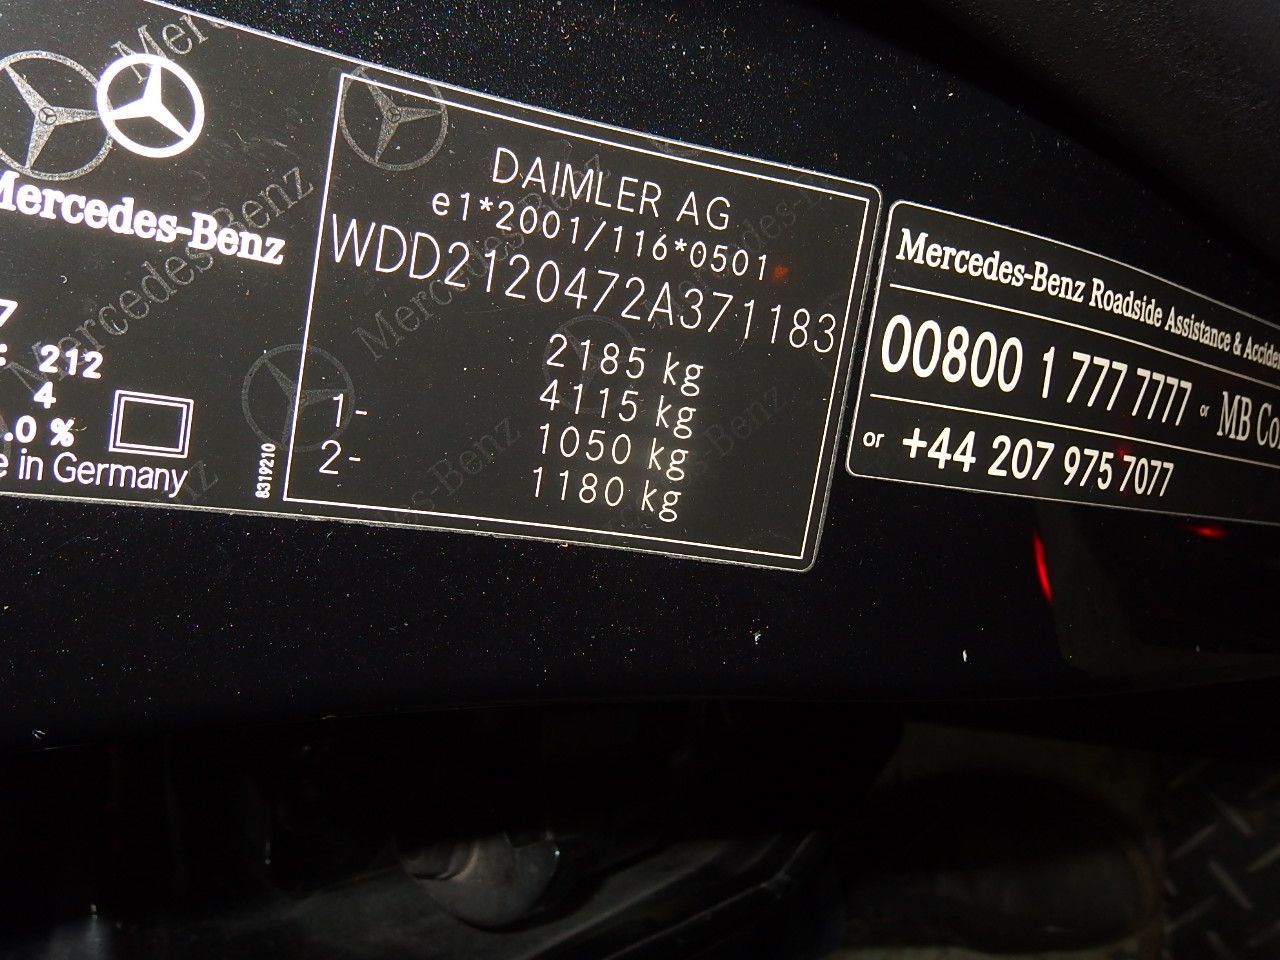 Mercedes-Benz
7
: 212
4
.0 %
e in Germany
8319210
DAIMLER AG
e1*2001/116*0501
WDD2120472A371183
2185 kg
1- 4115 kg
2- 1050 kg
1180 kg
Mercedes-Benz Roadside Assistance & Accide
00800 1 777 7777 or MB Co
or +44 207 975 7077